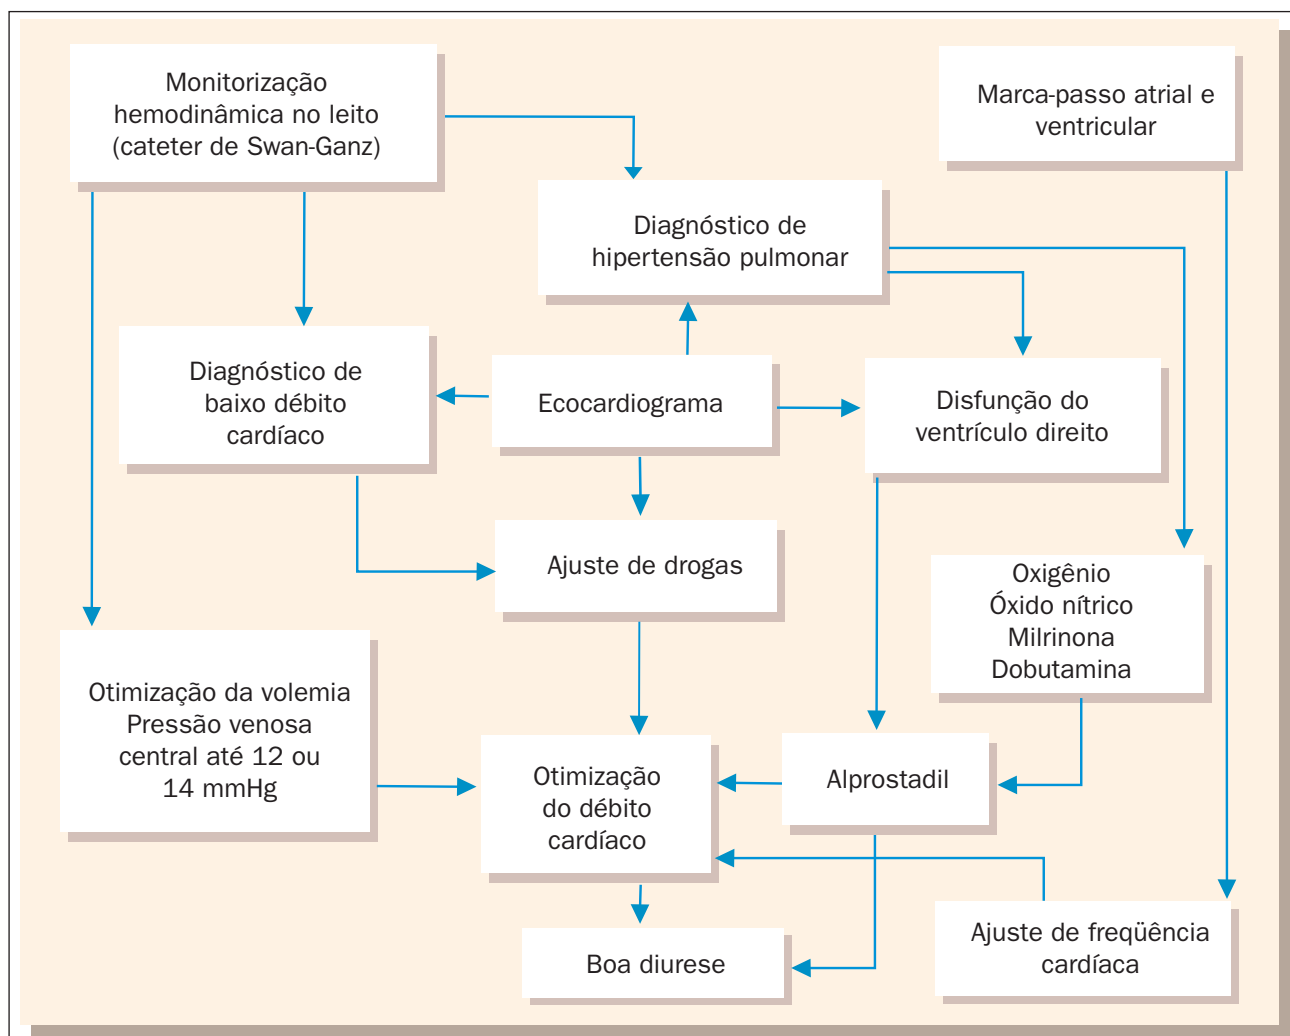 Monitorização
hemodinâmica no leito
(cateter de Swan-Ganz)
Marca-passo atrial e
ventricular
Diagnóstico de
hipertensão pulmonar
Diagnóstico de
baixo débito
cardíaco
Ecocardiograma
Disfunção do
ventrículo direito
Ajuste de drogas
Oxigênio
Óxido nítrico
Milrinona
Dobutamina
Otimização da volemia
Pressão venosa
central até 12 ou
14 mmHg
Otimização
do débito
cardíaco
Alprostadil
Boa diurese
Ajuste de freqüência
cardíaca